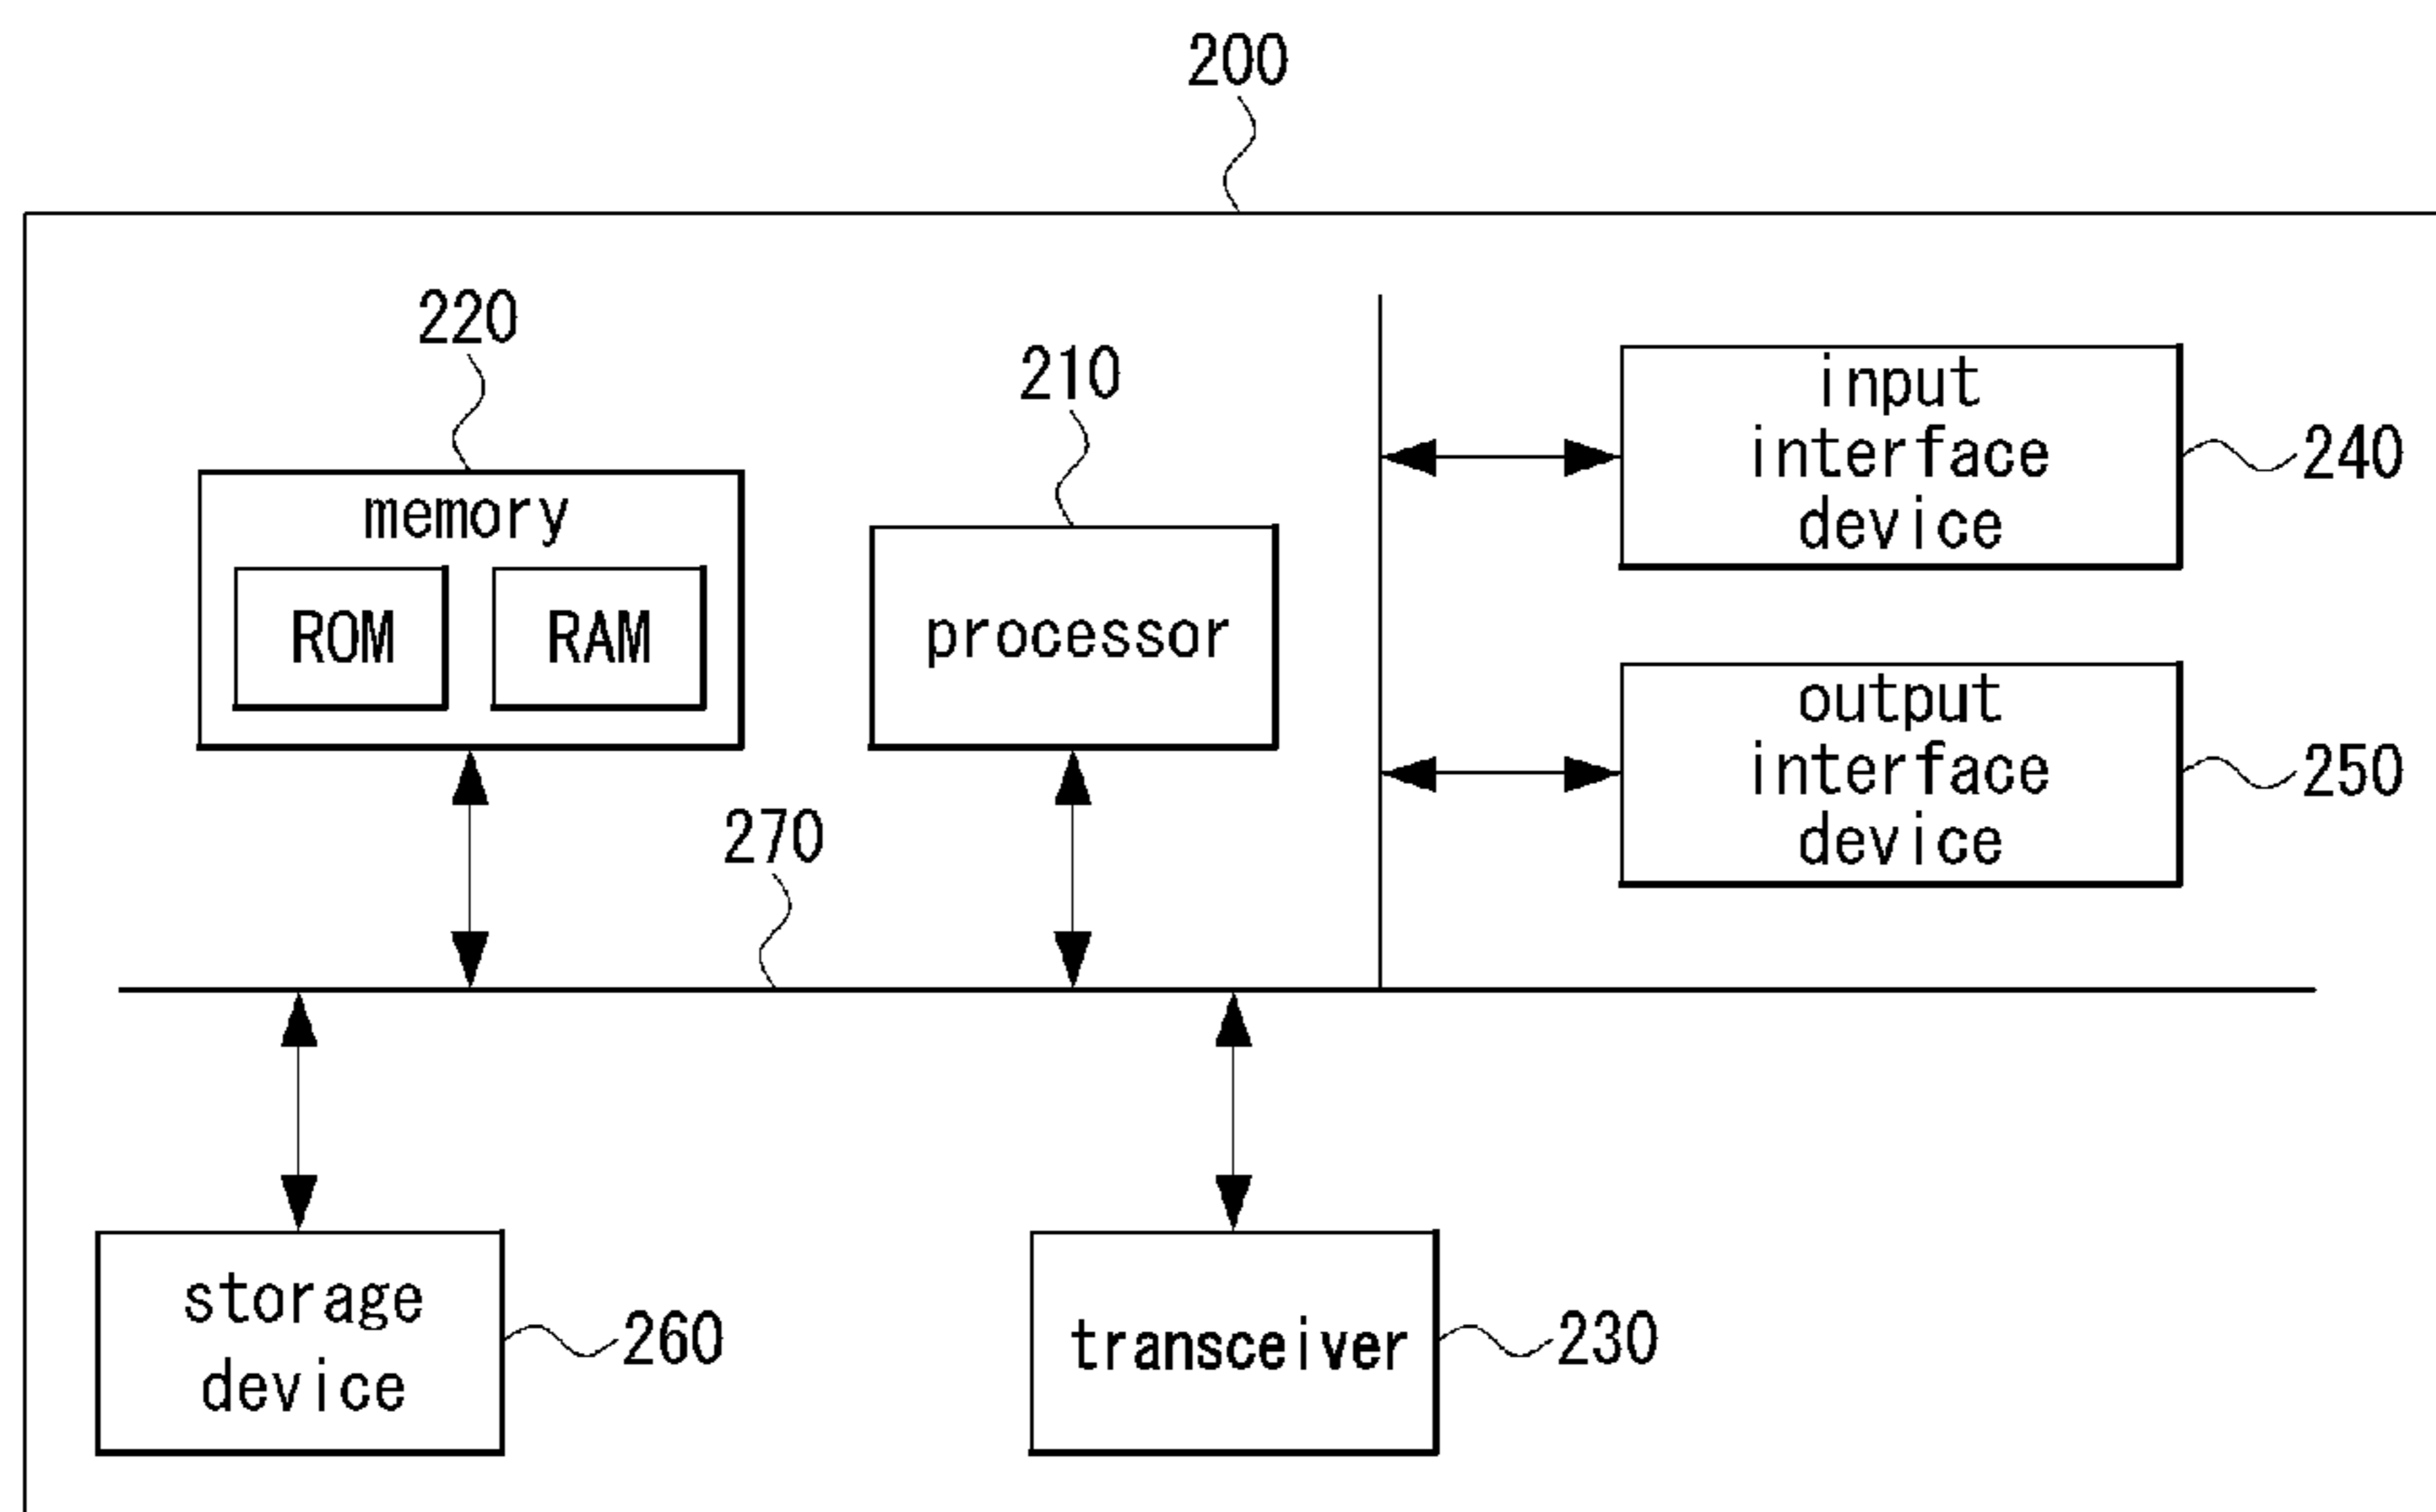 200
220
memory
ROM
RAM
210
processor
input
interface
device
240
output
interface
device
250
270
storage
device
260
transceiver
230